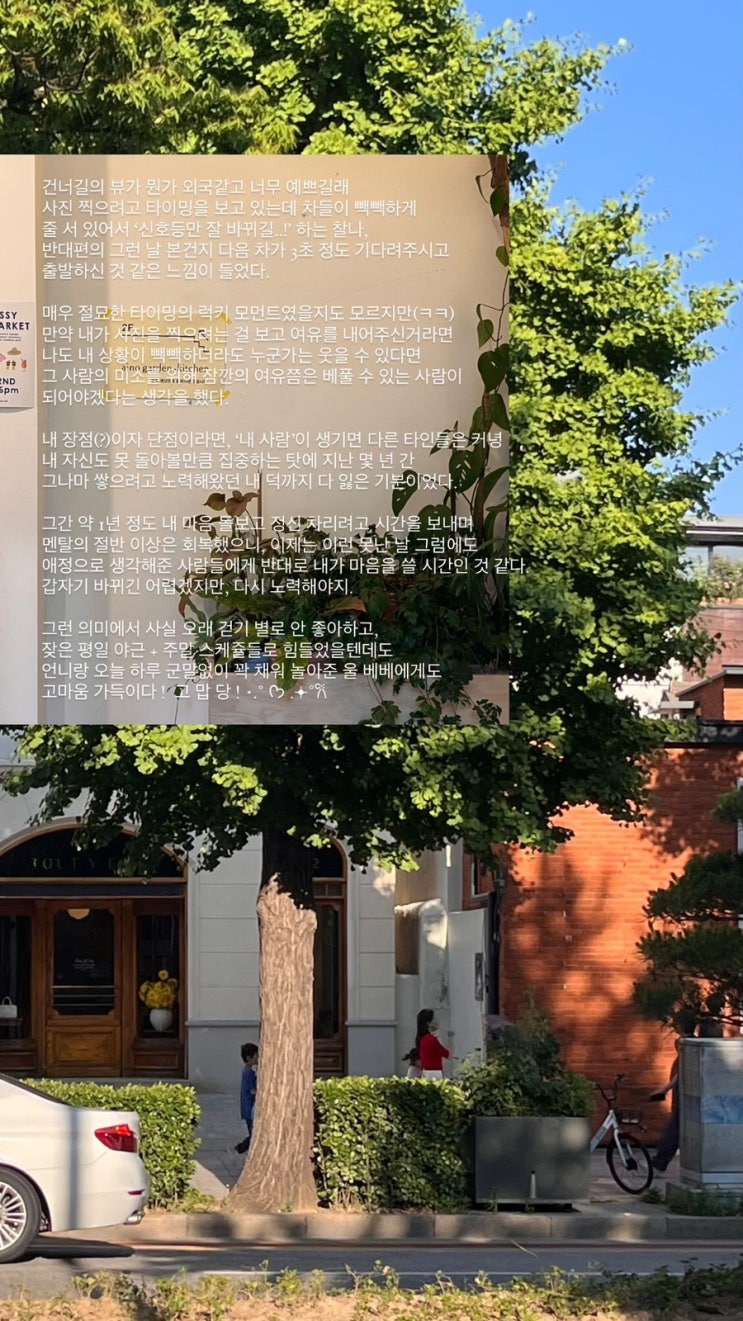 건너길의 뷰가 뭔가 외국같고 너무 예쁘길래
사진 찍으려고 타이밍을 보고 있는데 차들이 빽빽하게
줄 서 있어서 '신호등만 잘 바뀌길..!' 하는 찰나,
반대편의 그런 날 본건지 다음 차가 3초 정도 기다려주시고
출발하신 것 같은 느낌이 들었다.
매우 절묘한 타이밍의 럭키 모먼트였을지도 모르지만(ㅋㅋ)
만약 내가 사진을 찍으려는 걸 보고 여유를 내어주신거라면
나도 내 상황이 빽빽하더라도 누군가는 웃을 수 있다면
그 사람의 미소를 위해 잠깐의 여유쯤은 베풀 수 있는 사람이
되어야겠다는 생각을 했다.
내 장점(?)이자 단점이라면, '내 사람'이 생기면 다른 타인들은 커녕
내 자신도 못 돌아볼만큼 집중하는 탓에 지난 몇 년 간
그나마 쌓으려고 노력해왔던 내 덕까지 다 잃은 기분이었다.
그간 약 1년 정도 내 마음 돌보고 정신 차리려고 시간을 보내며
멘탈의 절반 이상은 회복했으니, 이제는 이런 못난 날 그럼에도
애정으로 생각해준 사람들에게 반대로 내가 마음을 쓸 시간인 것 같다.
갑자기 바뀌긴 어렵겠지만, 다시 노력해야지.
그런 의미에서 사실 오래 걷기 별로 안 좋아하고,
잦은 평일 야근 + 주말 스케줄들로 힘들었을텐데도
언니랑 오늘 하루 군말없이 꽉 채워 놀아준 울 베베에게도
고마움 가득이다 ! 고 맙 당 !
SSY
ARKET
2ND
6pm
2F
garden_kitchen
TOUT Y
2